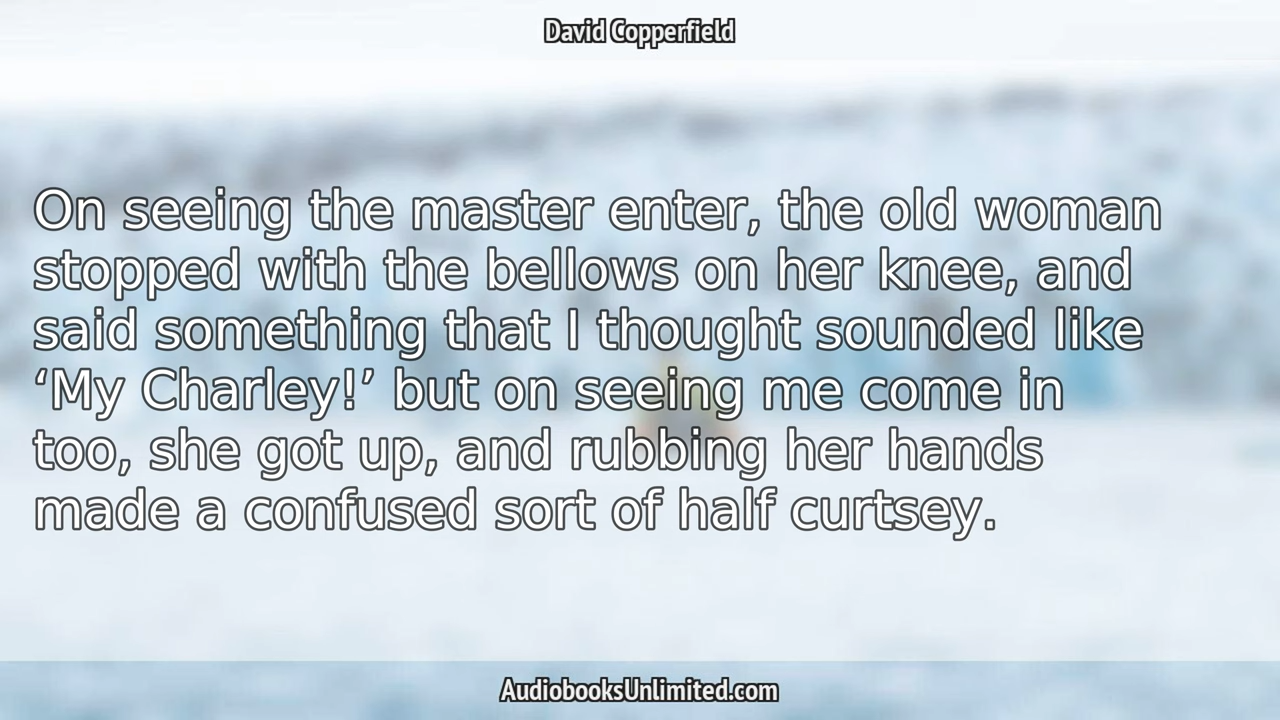 David Copperfield
On seeing the master enter, the old woman
stopped with the bellows on her knee, and
said something that I thought sounded like
‘My Charley!’ but on seeing me come in
too, she got up, and rubbing her hands
made a confused sort of half curtsey.
AudiobooksUnlimited.com